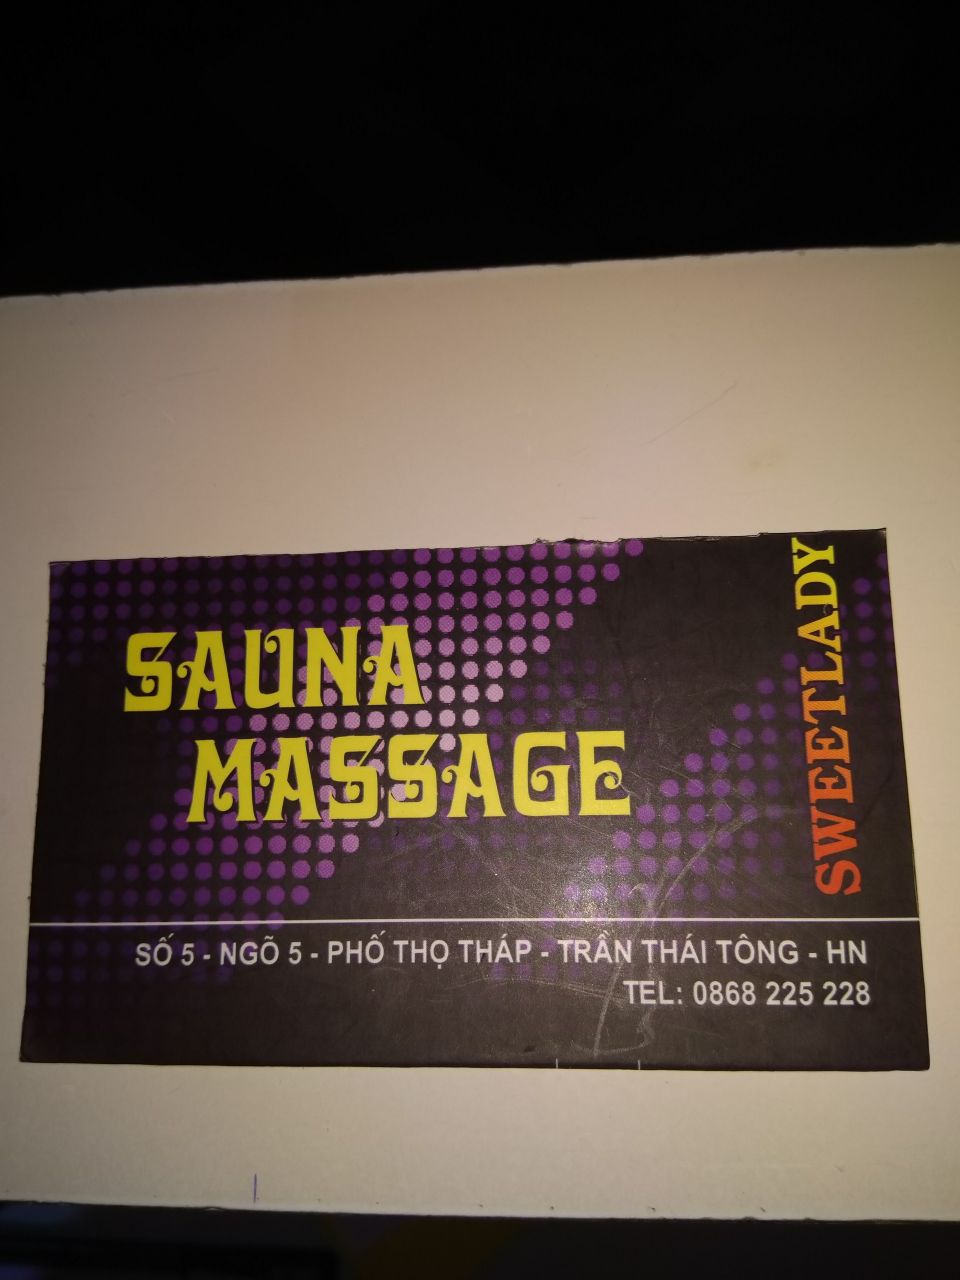 SAUNA
MASSAGE
SWEETLADY
SỐ 5 - NGÕ 5 - PHỐ THỌ THÁP - TRẦN THÁI TÔNG - HN
TEL: 0868 225 228